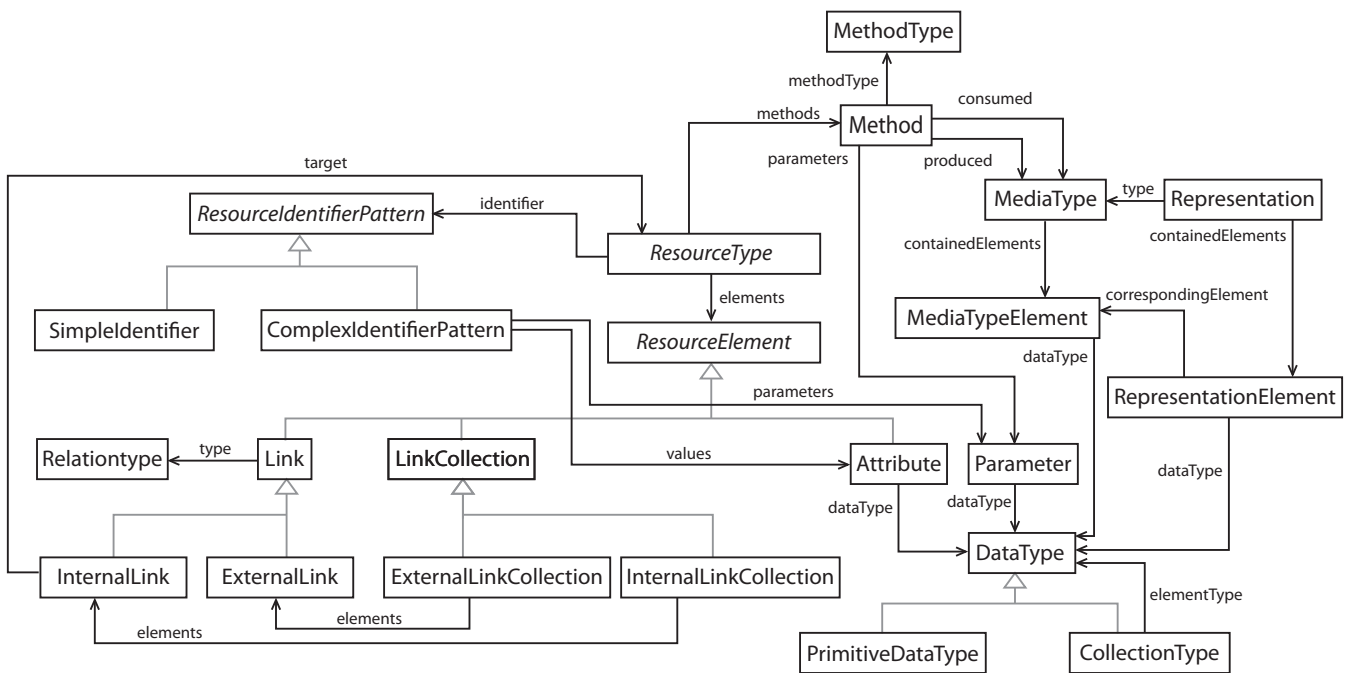 MethodType
methodType
consumed
methods
Method
parameters
produced
target
ResourceIdentifierPattern
identifier
MediaType
type
Representation
ResourceType
containedElements
containedElements
elements
correspondingElement
SimpleIdentifier
ComplexIdentifierPattern
MediaTypeElement
ResourceElement
dataType
parameters
RepresentationElement
Relationtype
type
Link
LinkCollection
values
Attribute
Parameter
dataType
dataType
dataType
InternalLink
ExternalLink
ExternalLinkCollection
InternalLinkCollection
DataType
elementType
elements
elements
PrimitiveDataType
CollectionType